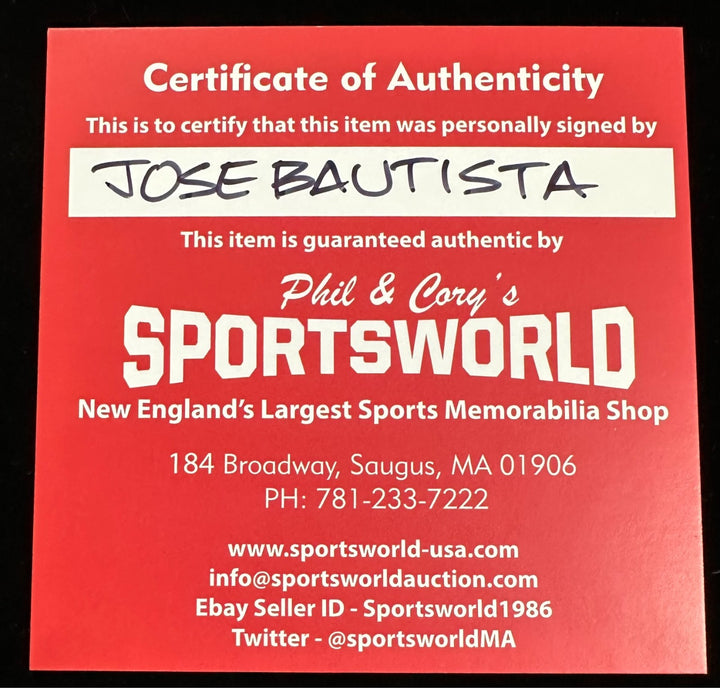 Certificate of Authenticity
This is to certify that this item was personally signed by
JOSE BAUTISTA
This item is guaranteed authentic by
Phil & Cory's
SPORTSWORLD
New England's Largest Sports Memorabilia Shop
184 Broadway, Saugus, MA 01906
PH: 781-233-7222
www.sportsworld-usa.com
info@sportsworldauction.com
Ebay Seller ID - Sportsworld1986
Twitter - @sportsworldMA